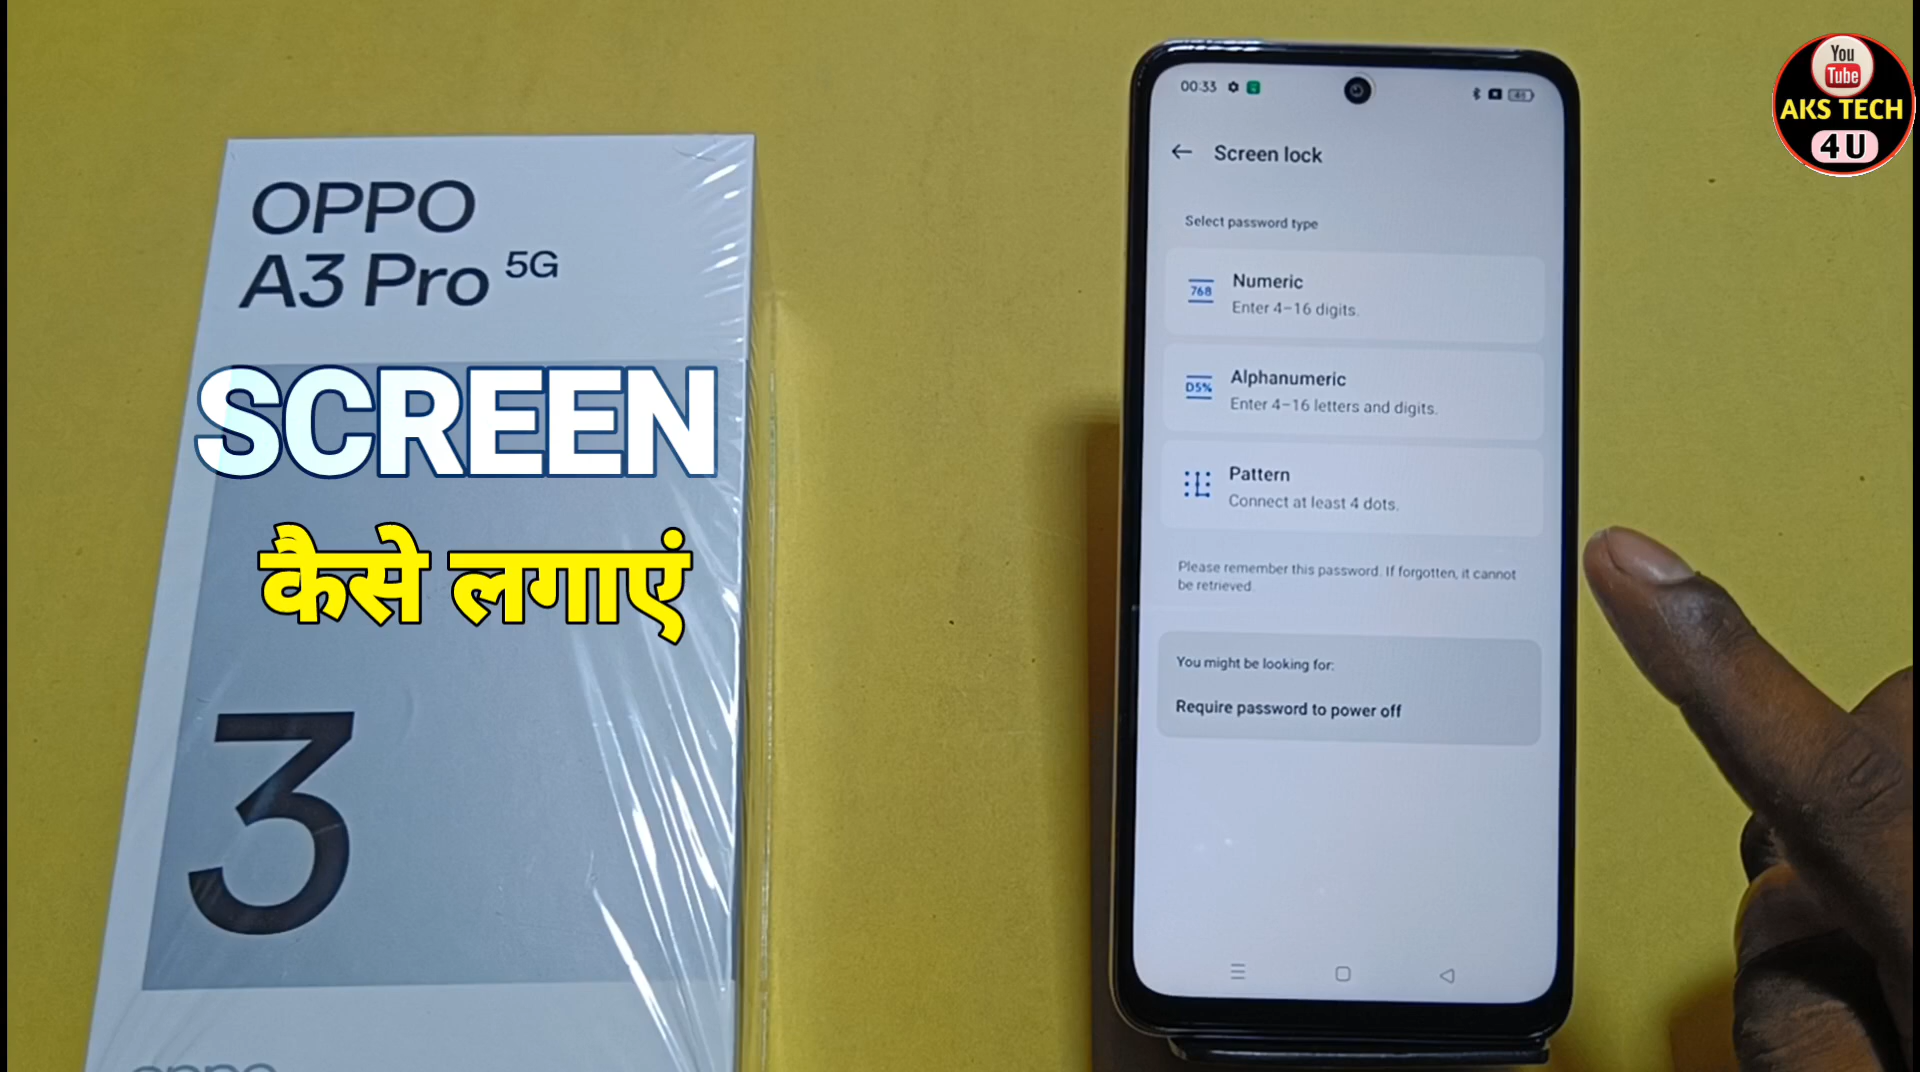 OPPO
A3 Pro 5G
SCREEN
कैसे लगाएं
3
oppo
00:33
Screen lock
Select password type
768
Numeric
Enter 4-16 digits.
D5%
Alphanumeric
Enter 4-16 letters and digits.
Pattern
Connect at least 4 dots.
Please remember this password. If forgotten, it cannot
be retrieved.
You might be looking for:
Require password to power off
You
Tube
AKS TECH
4 U